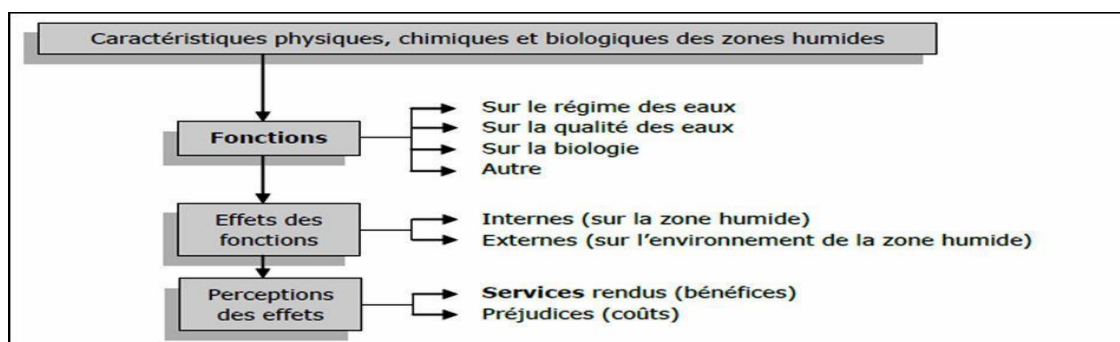 Caractéristiques physiques, chimiques et biologiques des zones humides
Fonctions
Sur le régime des eaux
Sur la qualité des eaux
Sur la biologie
Autre
Effets des
fonctions
Internes (sur la zone humide)
Externes (sur l'environnement de la zone humide)
Perceptions
des effets
Services rendus (bénéfices)
Préjudices (coûts)